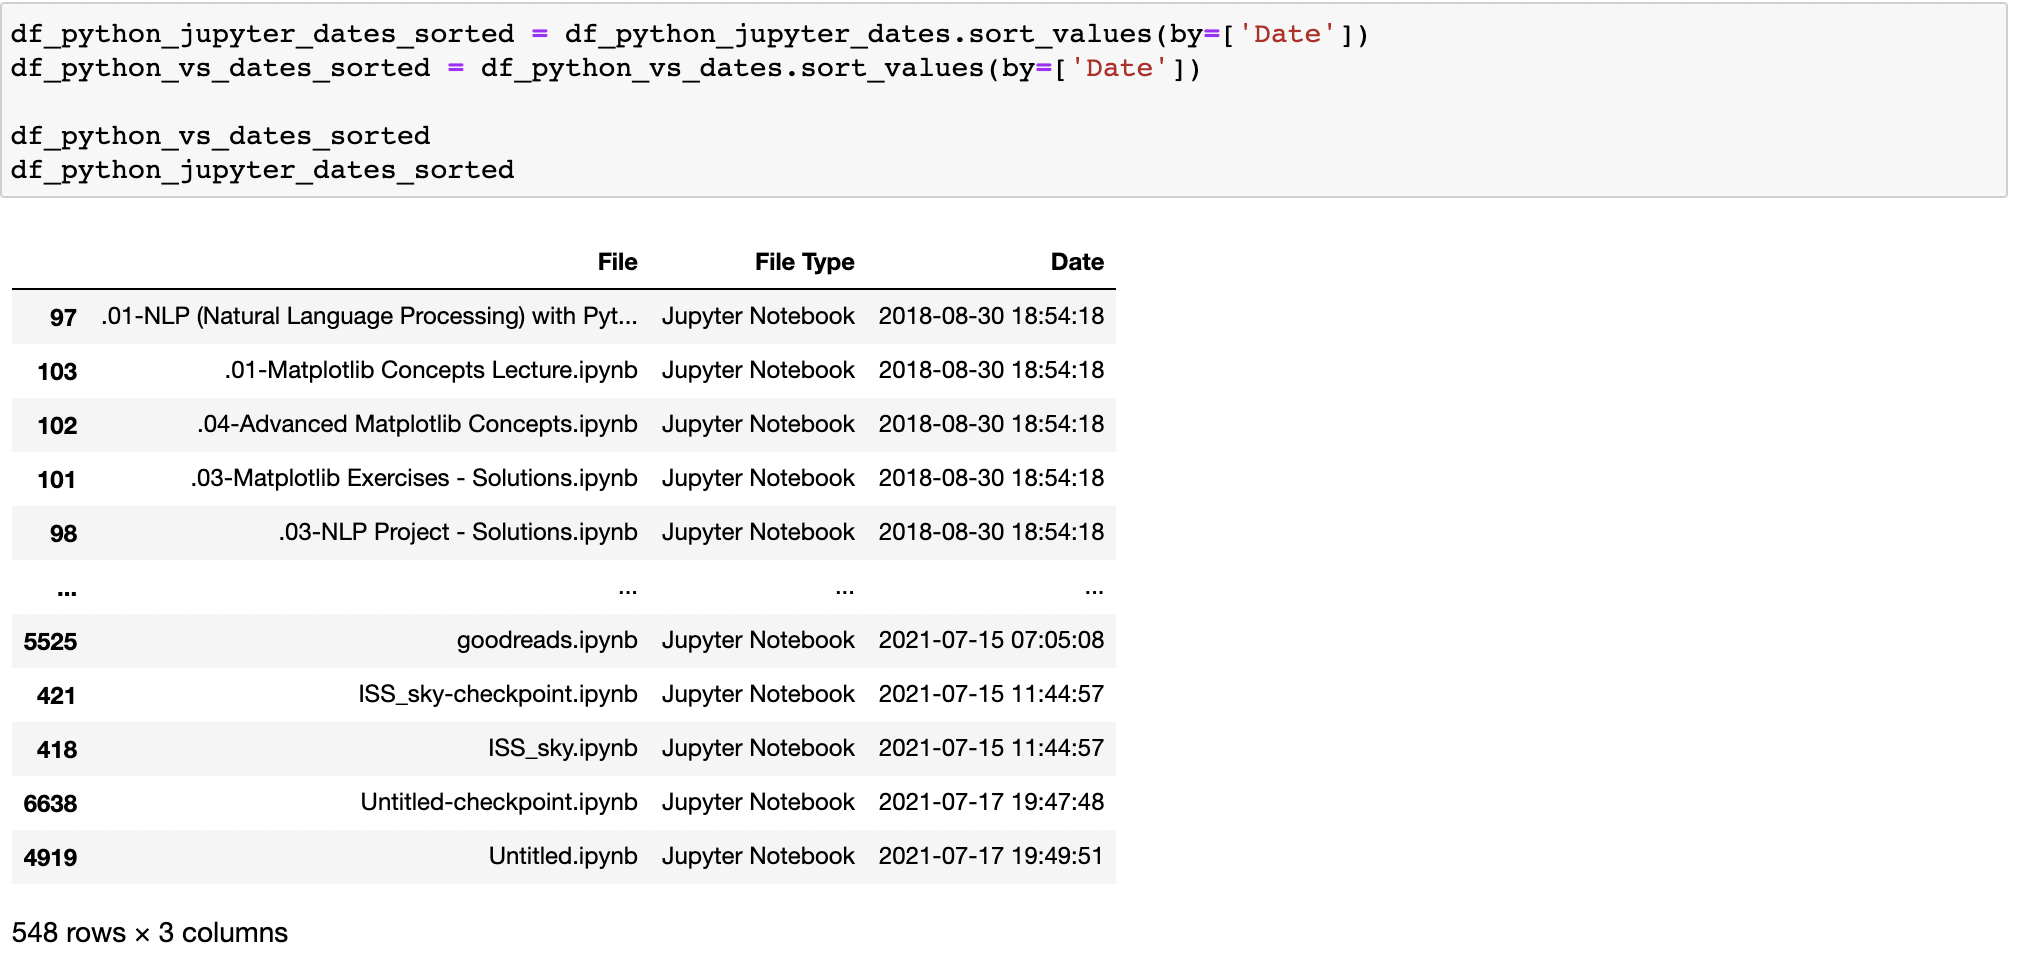 df_python_jupyter_dates_sorted = df_python_jupyter_dates.sort_values(by=['Date'])
df_python_vs_dates_sorted = df_python_vs_dates.sort_values(by=['Date'])
df_python_vs_dates_sorted
df_python_jupyter_dates_sorted
File File Type Date
97 .01-NLP (Natural Language Processing) with Pyt... Jupyter Notebook 2018-08-30 18:54:18
103 .01-Matplotlib Concepts Lecture.ipynb Jupyter Notebook 2018-08-30 18:54:18
102 .04-Advanced Matplotlib Concepts.ipynb Jupyter Notebook 2018-08-30 18:54:18
101 .03-Matplotlib Exercises - Solutions.ipynb Jupyter Notebook 2018-08-30 18:54:18
98 .03-NLP Project - Solutions.ipynb Jupyter Notebook 2018-08-30 18:54:18
... ... ... ...
5525 goodreads.ipynb Jupyter Notebook 2021-07-15 07:05:08
421 ISS_sky-checkpoint.ipynb Jupyter Notebook 2021-07-15 11:44:57
418 ISS_sky.ipynb Jupyter Notebook 2021-07-15 11:44:57
6638 Untitled-checkpoint.ipynb Jupyter Notebook 2021-07-17 19:47:48
4919 Untitled.ipynb Jupyter Notebook 2021-07-17 19:49:51
548 rows × 3 columns